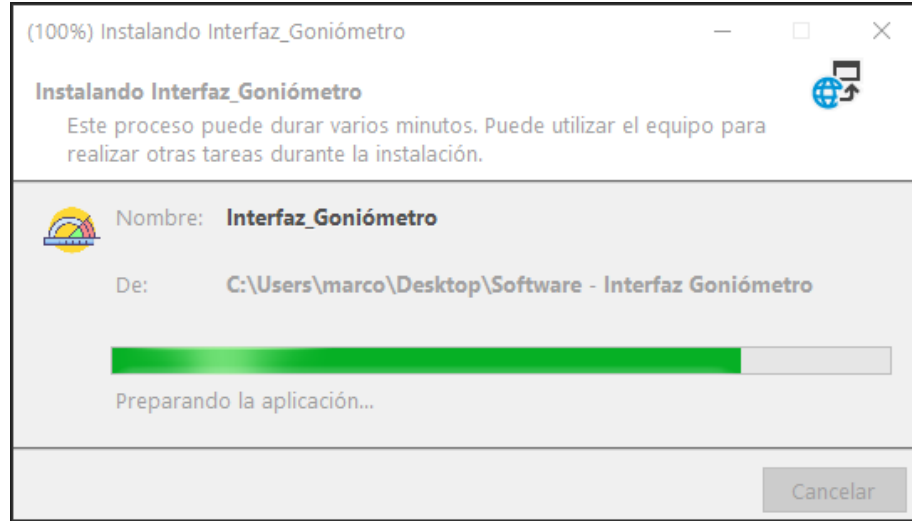 (100%) Instalando Interfaz_Goniómetro
Instalando Interfaz_Goniómetro
Este proceso puede durar varios minutos. Puede utilizar el equipo para
realizar otras tareas durante la instalación.
Nombre: Interfaz_Goniómetro
De: C:\Users\marco\Desktop\Software - Interfaz Goniómetro
Preparando la aplicación...
Cancelar